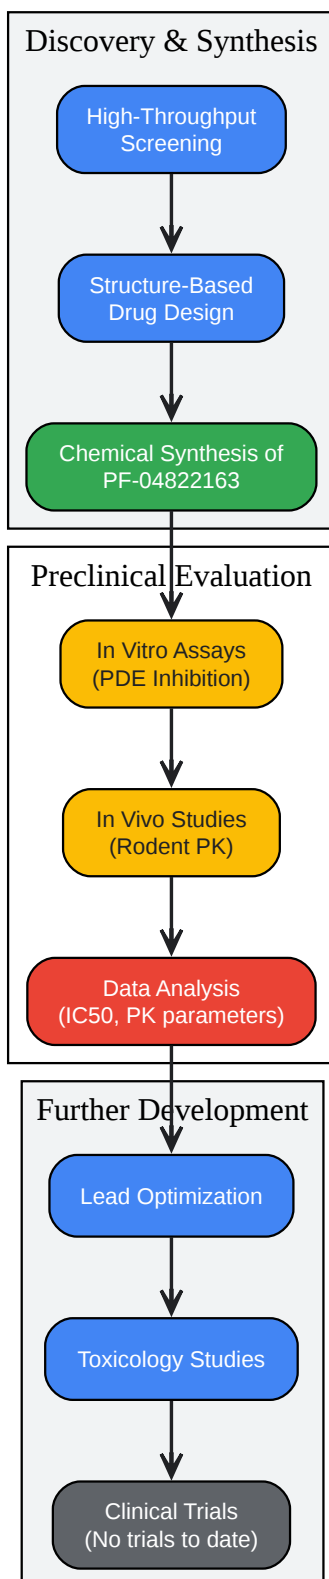 Discovery & Synthesis
High-Throughput
Screening
Structure-Based
Drug Design
Chemical Synthesis of
PF-04822163
Preclinical Evaluation
In Vitro Assays
(PDE Inhibition)
In Vivo Studies
(Rodent PK)
Data Analysis
(IC50, PK parameters)
Further Development
Lead Optimization
Toxicology Studies
Clinical Trials
(No trials to date)